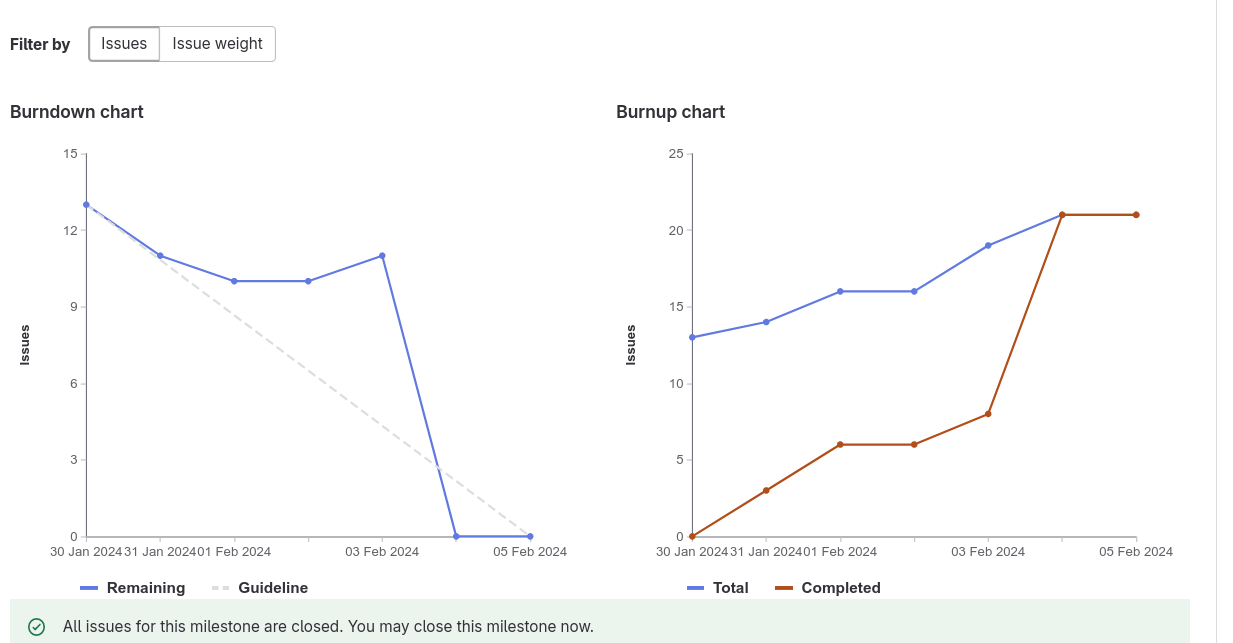 Filter by Issues Issue weight
Burndown chart
15
12
9
6
3
0
Issues
30 Jan 2024 31 Jan 2024 01 Feb 2024 03 Feb 2024 05 Feb 2024
Remaining Guideline
Burnup chart
25
20
15
10
5
0
Issues
30 Jan 2024 31 Jan 2024 01 Feb 2024 03 Feb 2024 05 Feb 2024
Total Completed
All issues for this milestone are closed. You may close this milestone now.